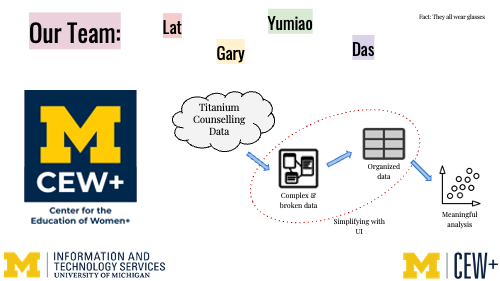 Our Team:
Lat
Gary
Yumiao
Das
Fact: They all wear glasses
M
CEW+
Center for the
Education of Women+
Titanium
Counselling
Data
Complex &
broken data
Organized
data
Simplifying with
UI
Meaningful
analysis
M
INFORMATION AND
TECHNOLOGY SERVICES
UNIVERSITY OF MICHIGAN
M
CEW+